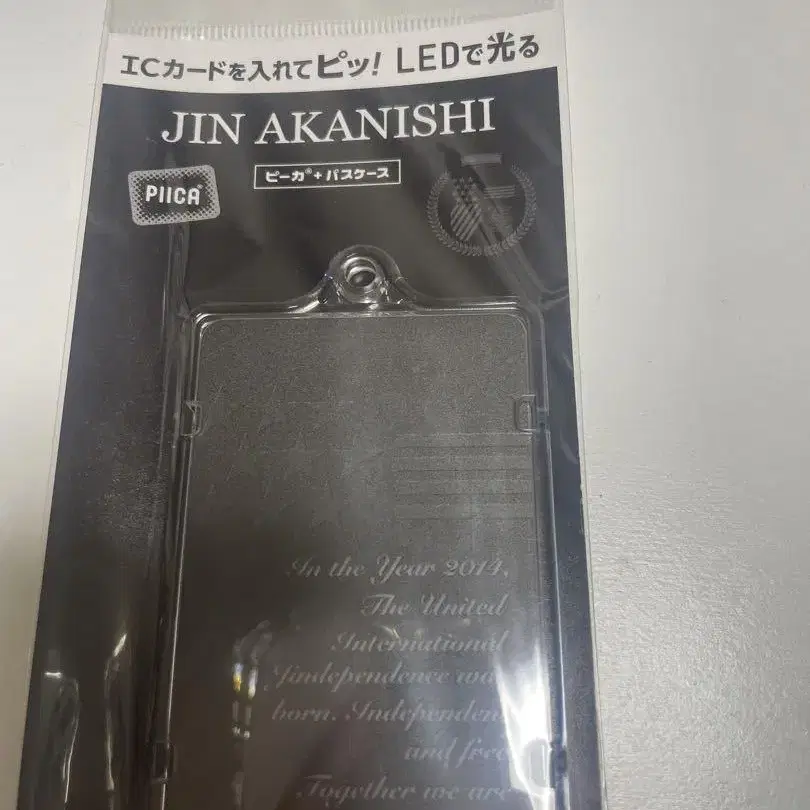 ICカードを入れてピッ! LEDで光る
JIN AKANISHI
PIICA®
ピーカ®+パスケース
In the Year 2014,
The United
International
Jindependence was
born. Independent
and free
Together we are